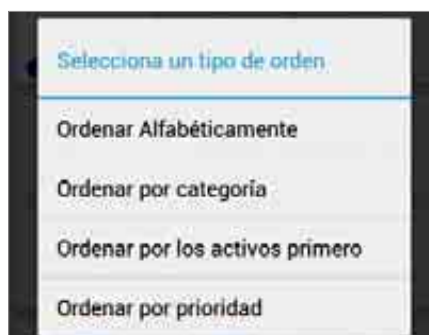 Selecciona un tipo de orden
Ordenar Alfabéticamente
Ordenar por categoría
Ordenar por los activos primero
Ordenar por prioridad